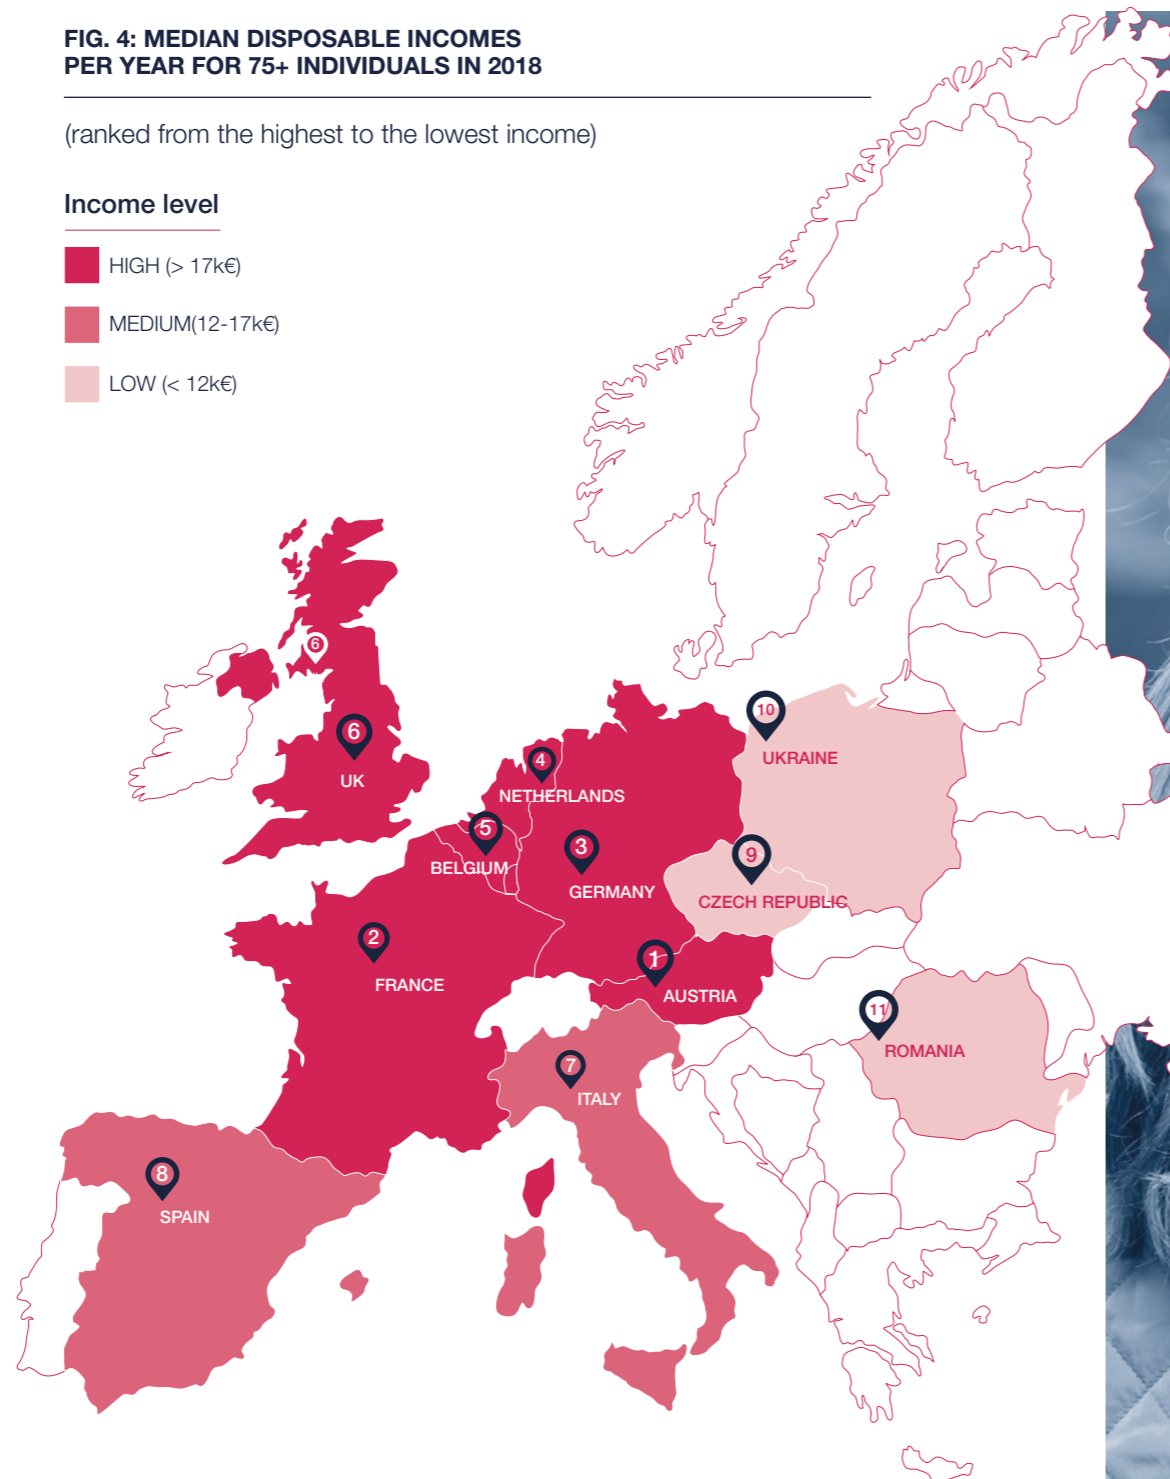 FIG. 4: MEDIAN DISPOSABLE INCOMES
PER YEAR FOR 75+ INDIVIDUALS IN 2018
(ranked from the highest to the lowest income)
Income level
HIGH (> 17k€)
MEDIUM(12-17k€)
LOW (< 12k€)
6
6
UK
10
UKRAINE
4
NETHERLANDS
5
BELGIUM
3
GERMANY
9
CZECH REPUBLIC
2
FRANCE
1
AUSTRIA
11
ROMANIA
7
ITALY
8
SPAIN